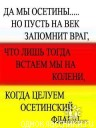 ДА МЫ ОСЕТИНЫ.....
НО ПУСТЬ НА ВЕК
ЗАПОМНИТ ВРАГ,
ЧТО ЛИШЬ ТОГДА
ВСТАЕМ МЫ НА
КОЛЕНИ,
КОГДА ЦЕЛУЕМ
ОСЕТИНСКИЙ
ФЛАГ!